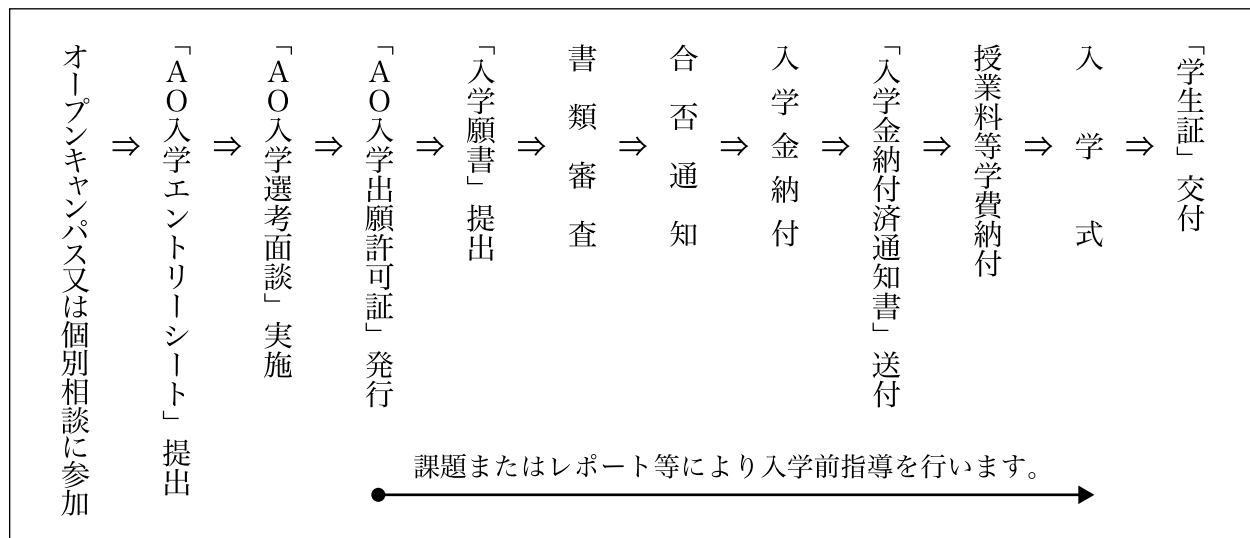 オープンキャンパス又は個別相談に参加
⇒
「AO入学エントリーシート」提出
⇒
「AO入学選考面談」実施
⇒
「AO入学出願許可証」発行
⇒
「入学願書」提出
⇒
書類審査
⇒
合否通知
⇒
入学金納付
⇒
「入学金納付済通知書」送付
⇒
授業料等学費納付
⇒
入学式
⇒
「学生証」交付
課題またはレポート等により入学前指導を行います。